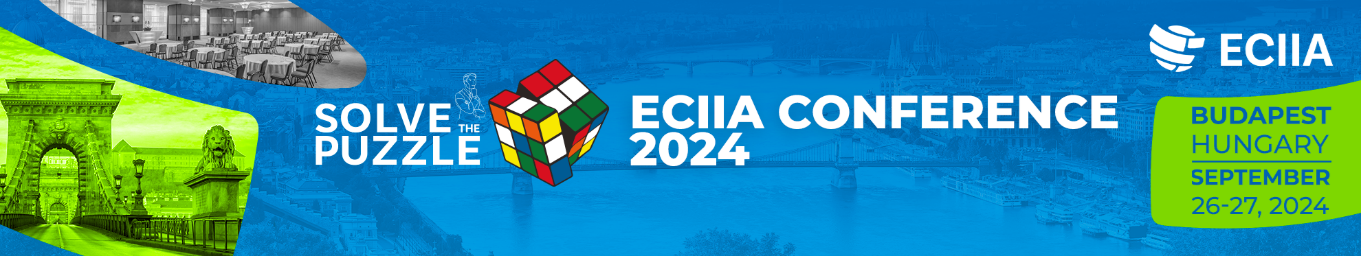 SOLVE
THE
PUZZLE
ECIIA CONFERENCE
2024
ECIIA
BUDAPEST
HUNGARY
SEPTEMBER
26-27, 2024